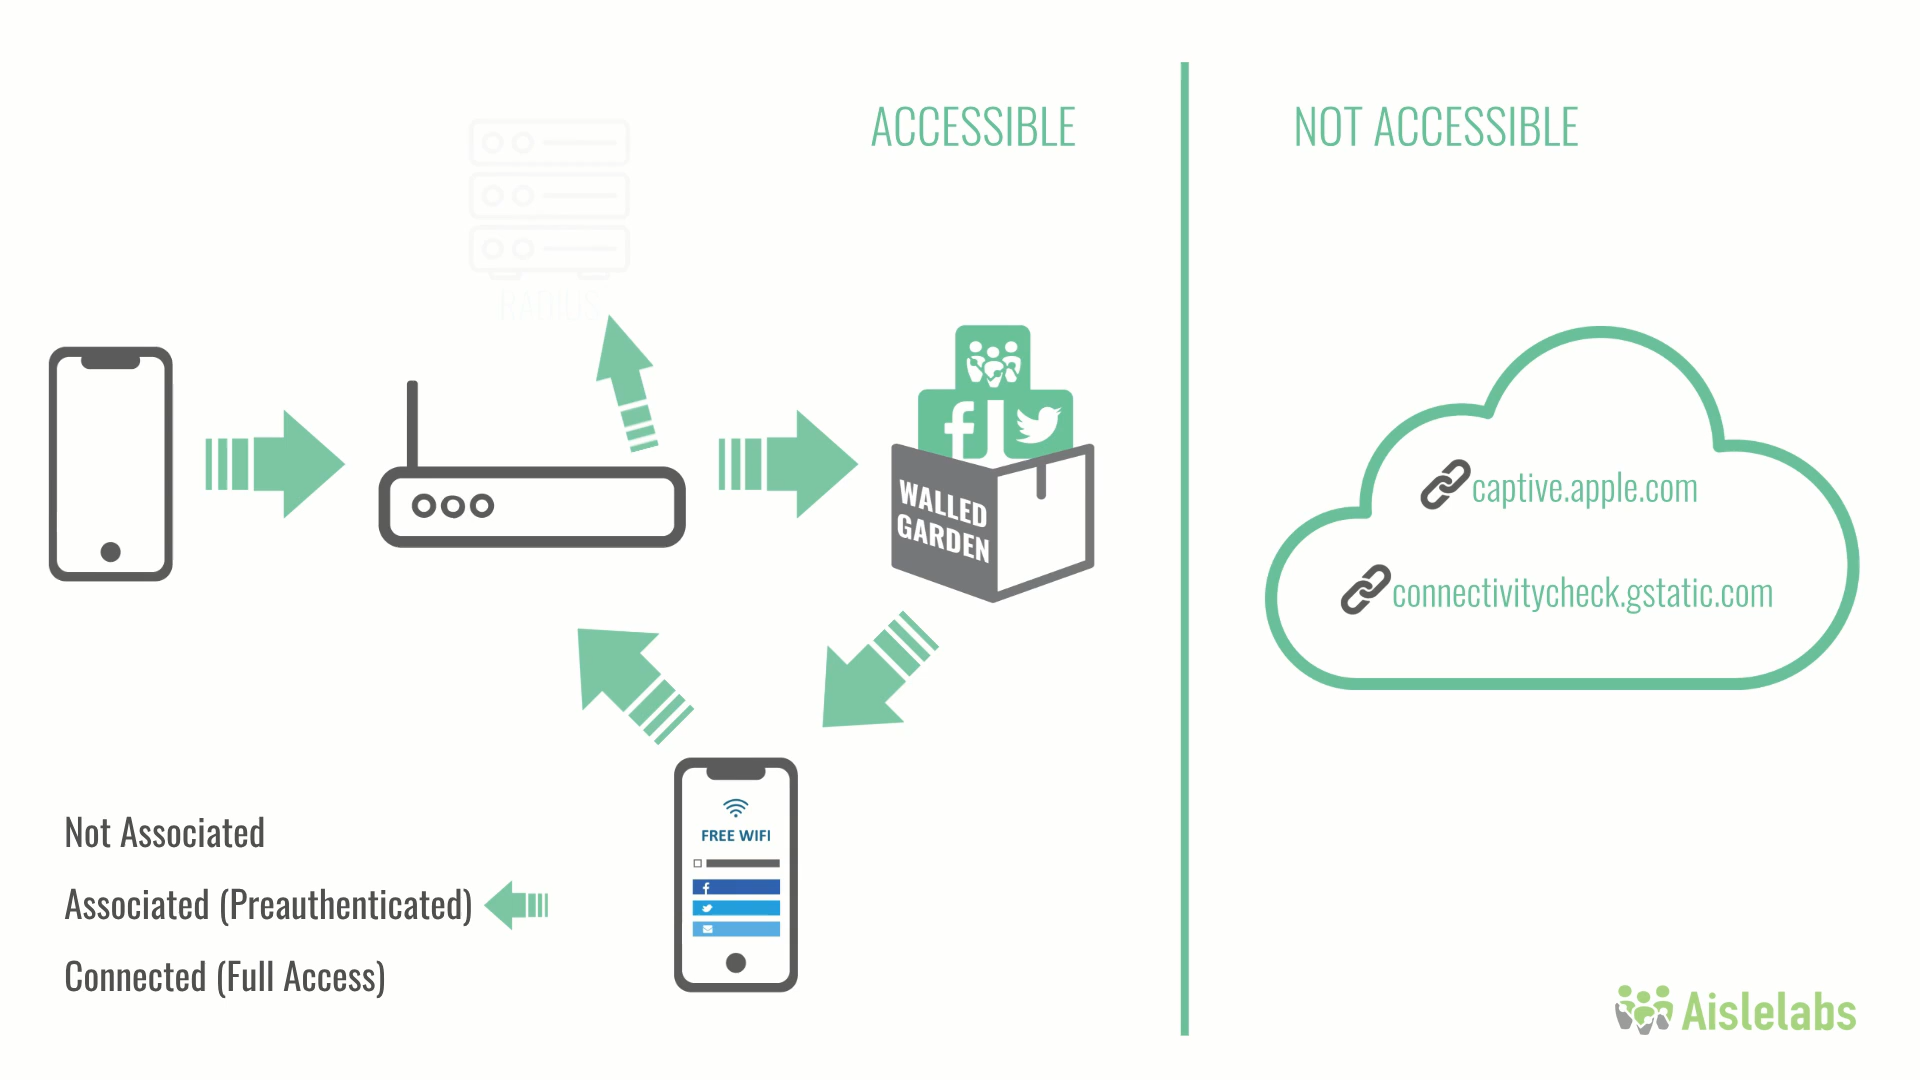 ACCESSIBLE
NOT ACCESSIBLE
RADIUS
WALLED
GARDEN
captive.apple.com
connectivitycheck.gstatic.com
FREE WIFI
Not Associated
Associated (Preauthenticated)
Connected (Full Access)
Aislelabs